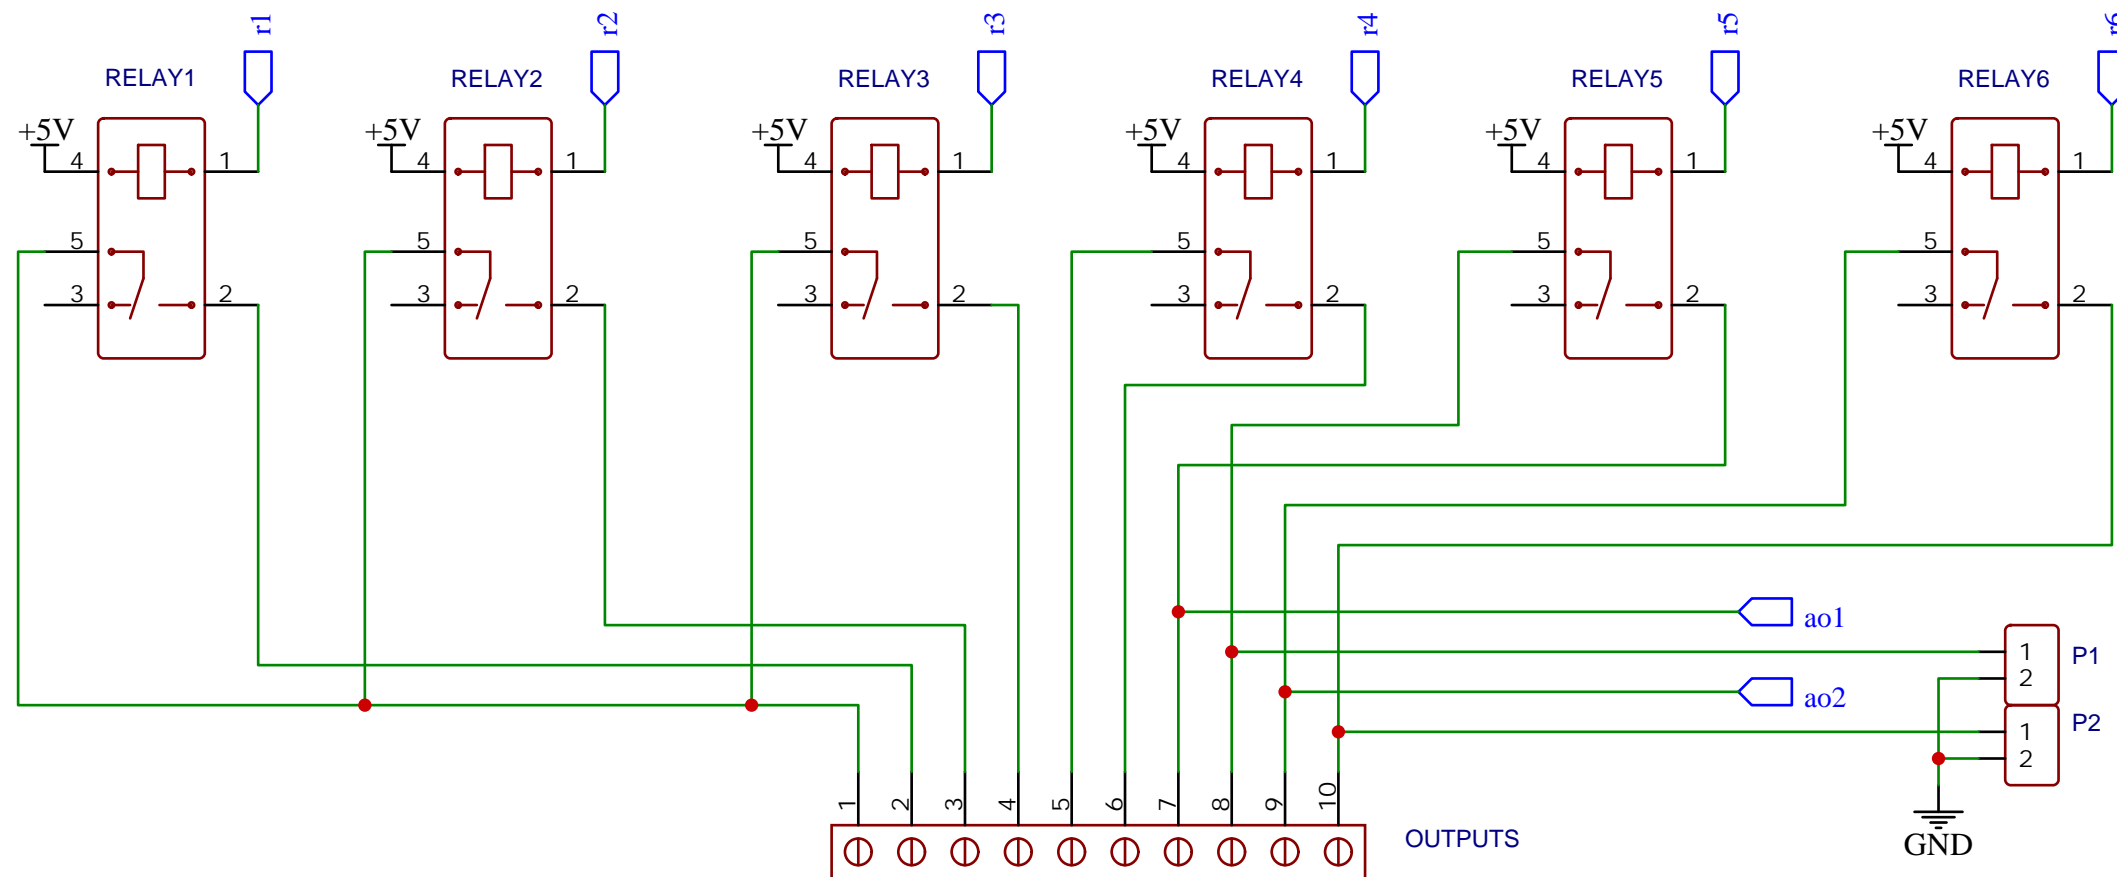 r1 r2 r3 r4 r5 r6
RELAY1 RELAY2 RELAY3 RELAY4 RELAY5 RELAY6
+5V +5V +5V +5V +5V +5V
4 1 4 1 4 1 4 1 4 1 4 1
5 5 5 5 5 5
3 2 3 2 3 2 3 2 3 2 3 2
ao1
1 P1
2
ao2
1 P2
2
1 2 3 4 5 6 7 8 9 10
OUTPUTS
GND